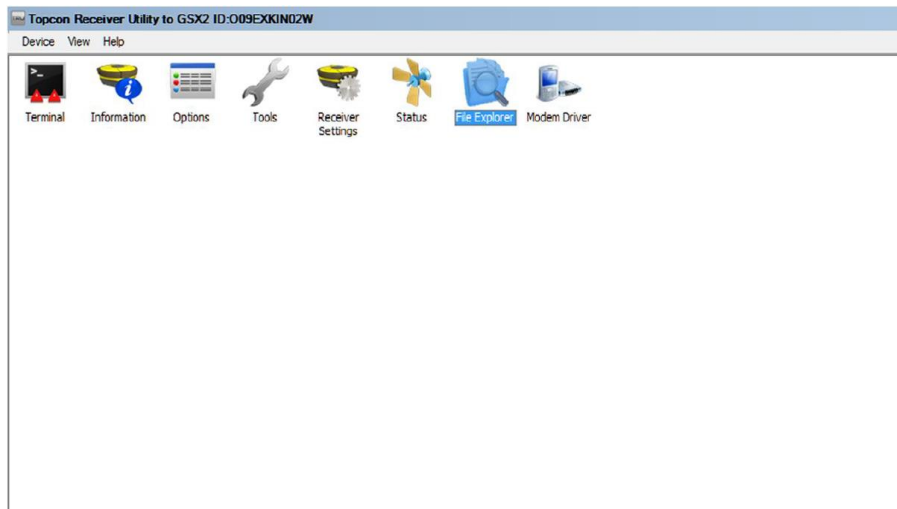 Topcon Receiver Utility to GSX2 ID:O09EXKIN02W
Device View Help
>_
Terminal Information Options Tools Receiver Settings Status File Explorer Modem Driver